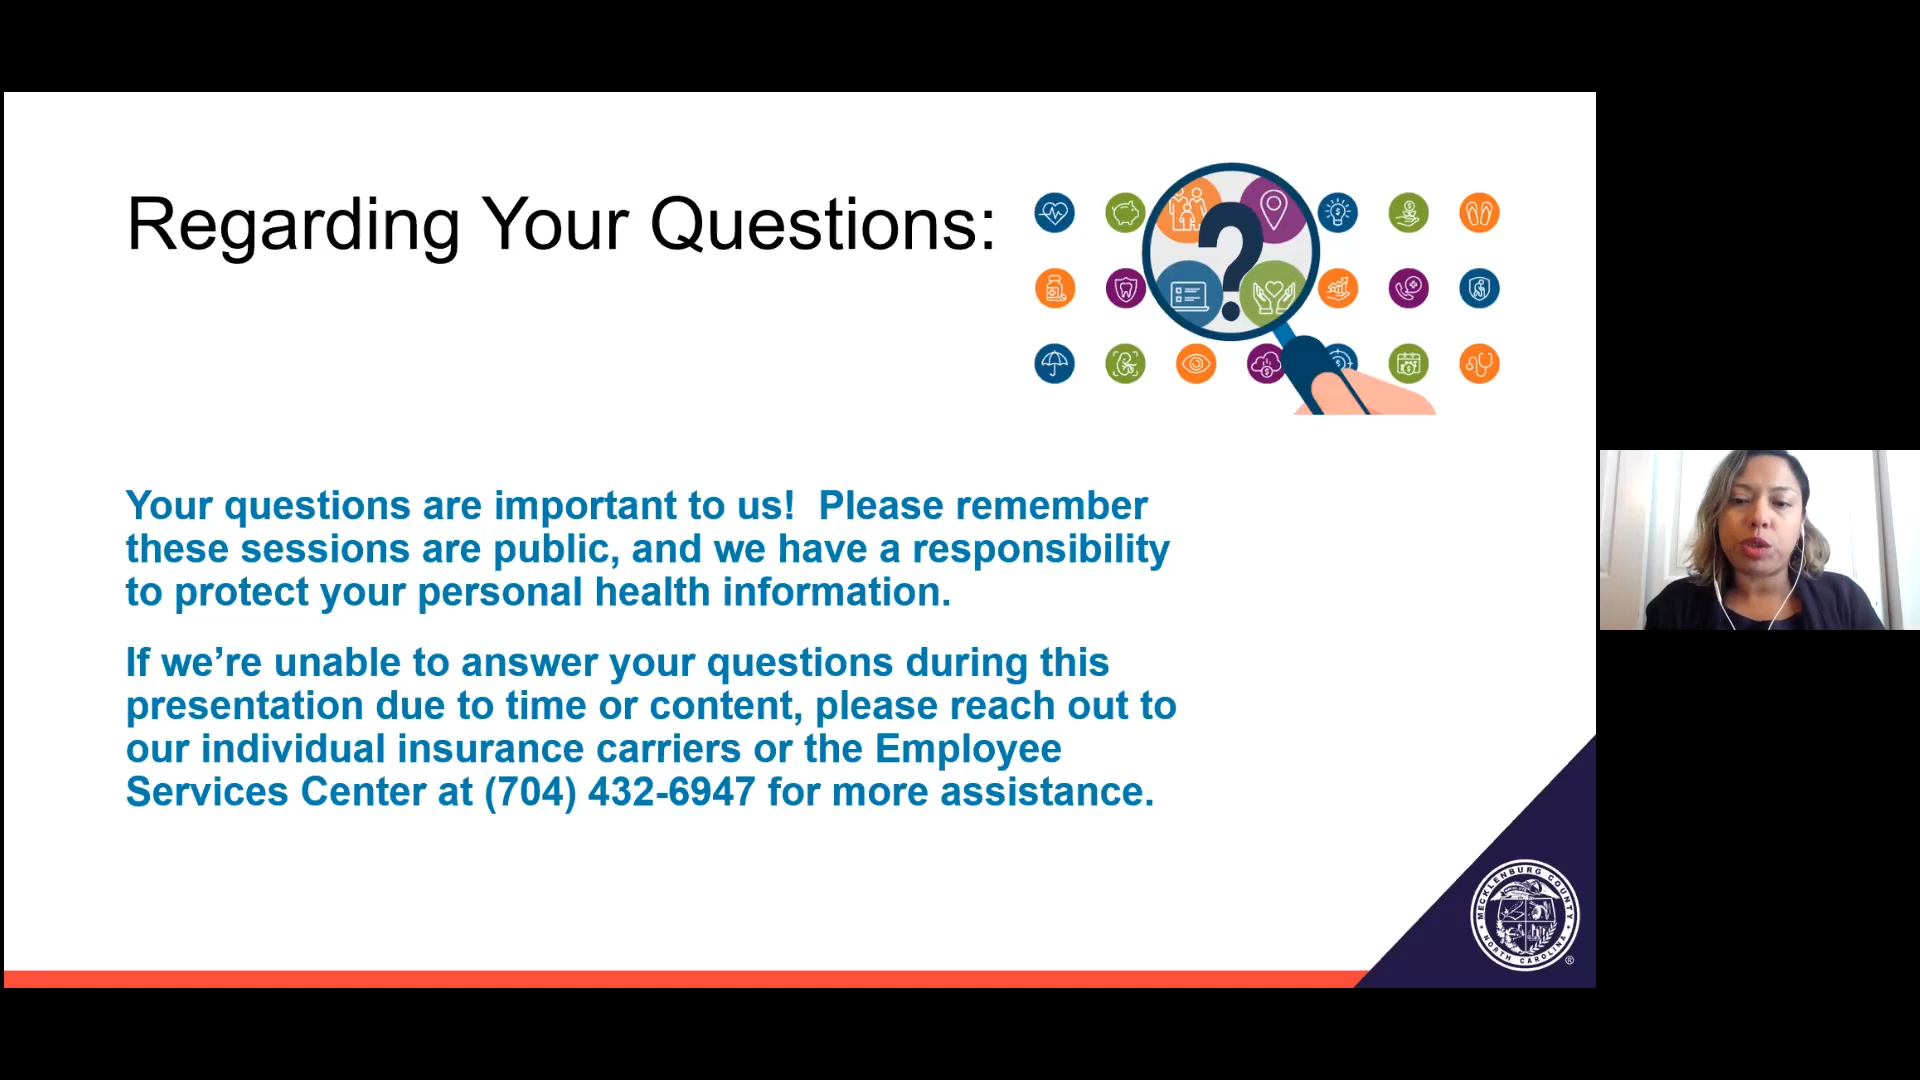 Regarding Your Questions:
?
Your questions are important to us!  Please remember
these sessions are public, and we have a responsibility
to protect your personal health information.
If we’re unable to answer your questions during this
presentation due to time or content, please reach out to
our individual insurance carriers or the Employee
Services Center at (704) 432-6947 for more assistance.
MECKLENBURG COUNTY
NORTH CAROLINA
®